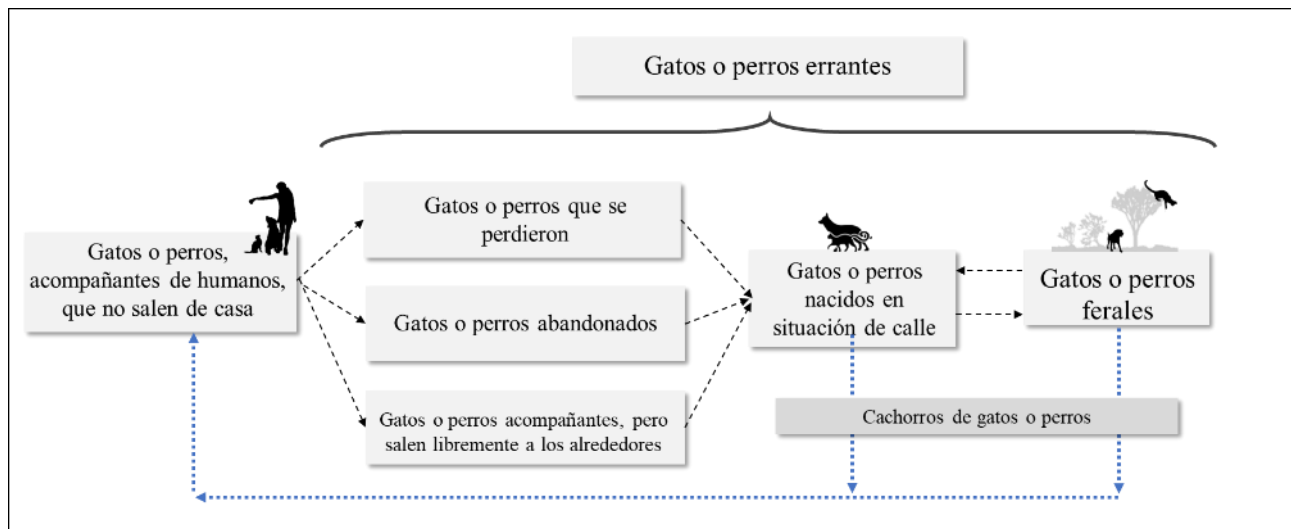 Gatos o perros errantes
Gatos o perros,
acompañantes de humanos,
que no salen de casa
Gatos o perros que se
perdieron
Gatos o perros abandonados
Gatos o perros acompañantes, pero
salen libremente a los alrededores
Gatos o perros
nacidos en
situación de calle
Gatos o perros
ferales
Cachorros de gatos o perros